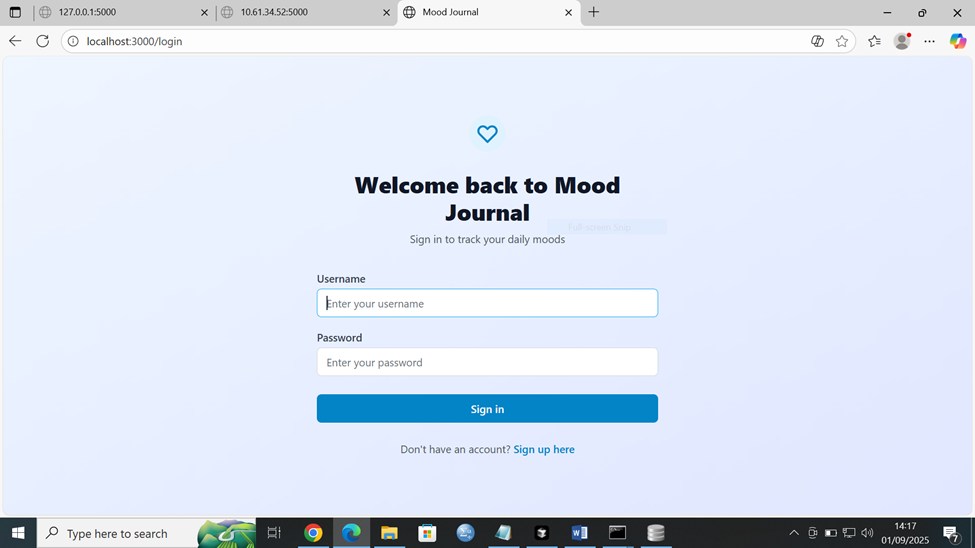 127.0.0.1:5000
10.61.34.52:5000
Mood Journal
localhost:3000/login
Welcome back to Mood
Journal
Full screen Snip
Sign in to track your daily moods
Username
Enter your username
Password
Enter your password
Sign in
Don't have an account? Sign up here
Type here to search
14:17
01/09/2025
7